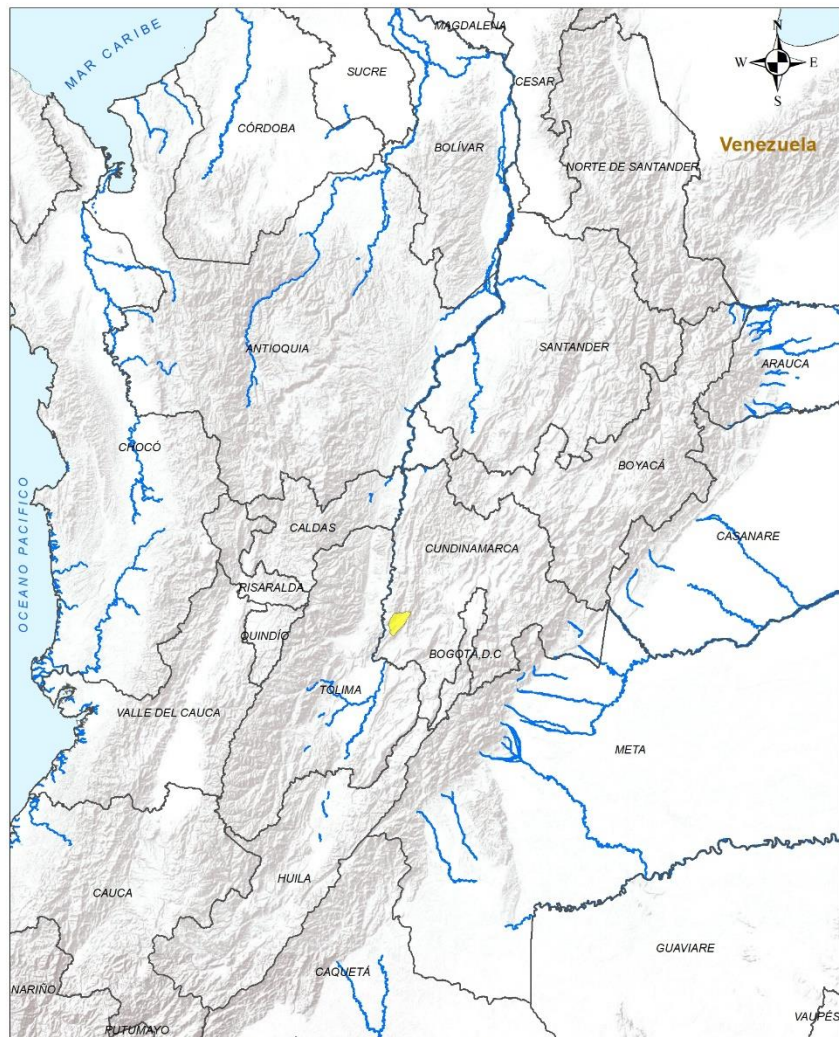 MAGDALENA
N
MAR CARIBE
SUCRE
CESAR
W
E
S
CÓRDOBA
BOLÍVAR
Venezuela
NORTE DE SANTANDER
ANTIOQUIA
SANTANDER
ARAUCA
CHOCÓ
BOYACÁ
OCEANO PACIFICO
CALDAS
CUNDINAMARCA
CASANARE
RISARALDA
QUINDÍO
BOGOTÁ, D.C
TOLIMA
VALLE DEL CAUCA
META
HUILA
CAUCA
GUAVIARE
CAQUETÁ
NARIÑO
VAUPÉS
PUTUMAYO